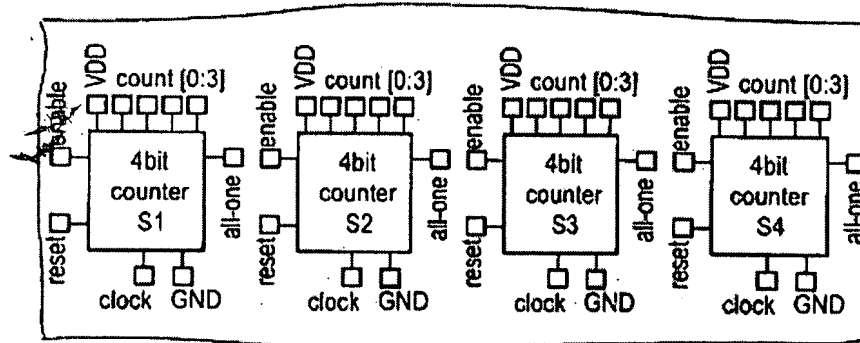 enable VDD count [0:3] enable VDD count [0:3] enable VDD count [0:3] enable VDD count [0:3]
4bit 4bit 4bit 4bit
counter counter counter counter
S1 S2 S3 S4
reset all-one reset all-one reset all-one reset all-one
clock GND clock GND clock GND clock GND